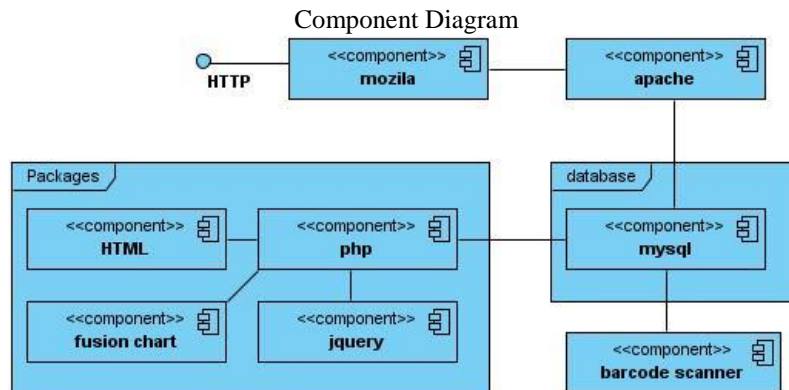 Component Diagram
<<component>>
mozila
<<component>>
apache
HTTP
Packages
database
<<component>>
HTML
<<component>>
php
<<component>>
mysql
<<component>>
fusion chart
<<component>>
jquery
<<component>>
barcode scanner